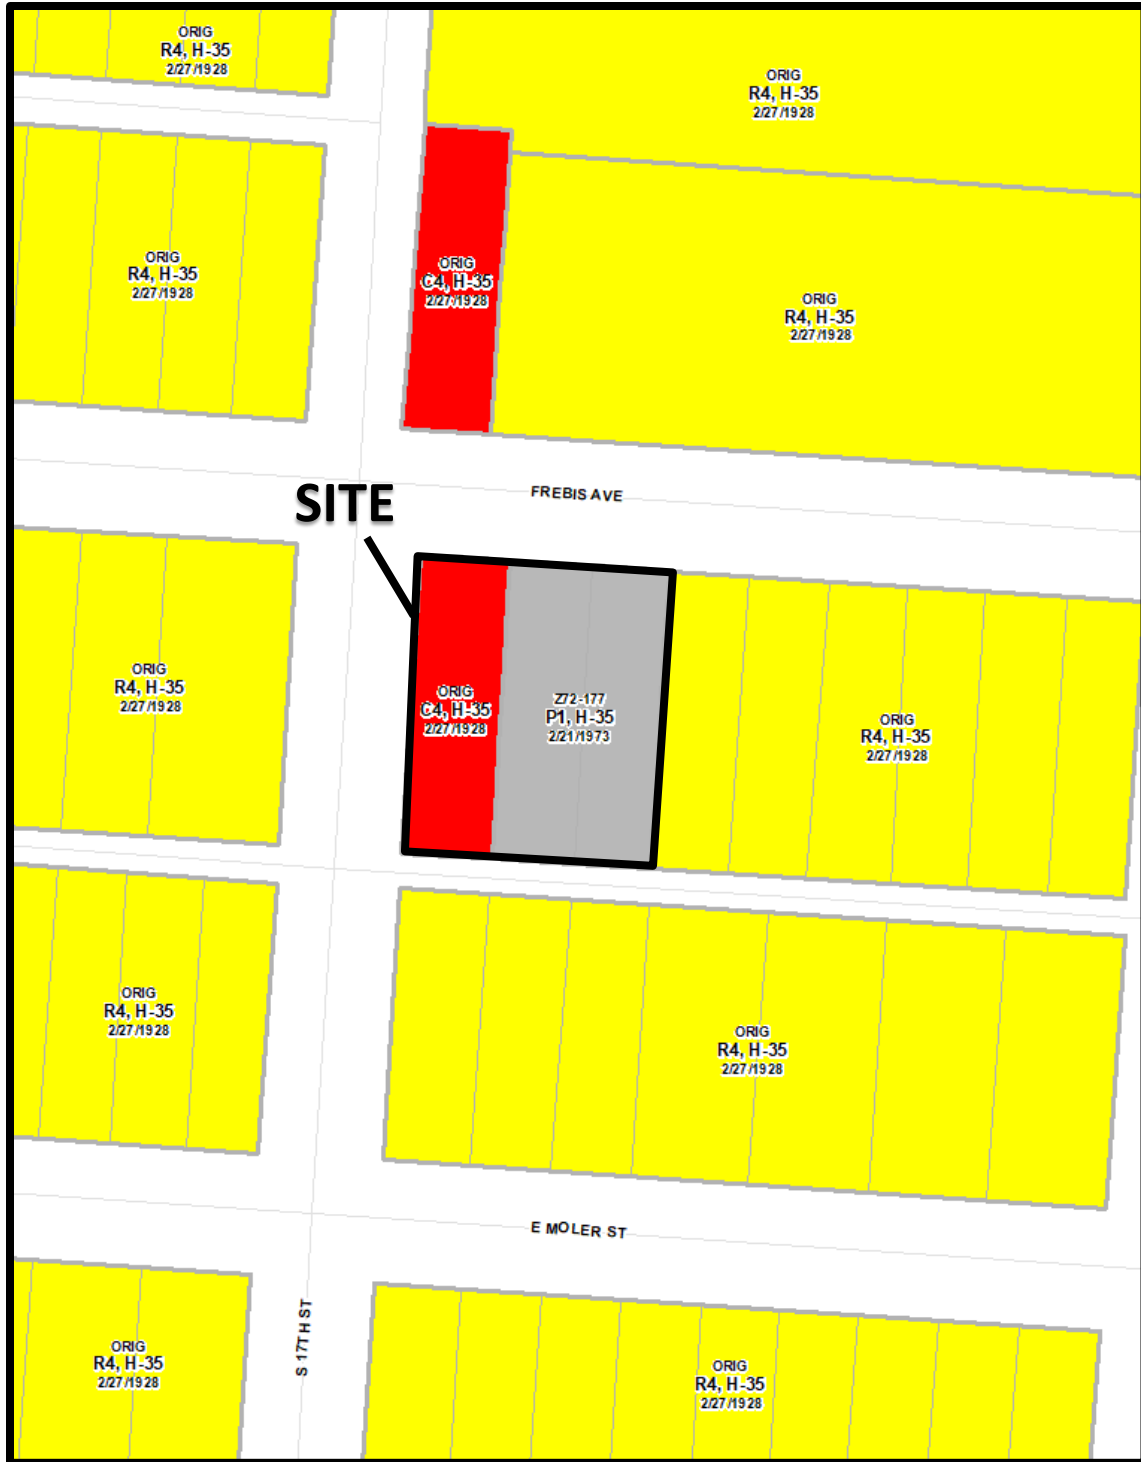 ORIG
R4, H-35
2/27/1928
ORIG
R4, H-35
2/27/1928
ORIG
R4, H-35
2/27/1928
ORIG
C4, H-35
2/27/1928
ORIG
R4, H-35
2/27/1928
FREBIS AVE
SITE
ORIG
R4, H-35
2/27/1928
ORIG
C4, H-35
2/27/1928
Z72-177
P1, H-35
2/21/1973
ORIG
R4, H-35
2/27/1928
ORIG
R4, H-35
2/27/1928
ORIG
R4, H-35
2/27/1928
E MOLER ST
S 17TH ST
ORIG
R4, H-35
2/27/1928
ORIG
R4, H-35
2/27/1928